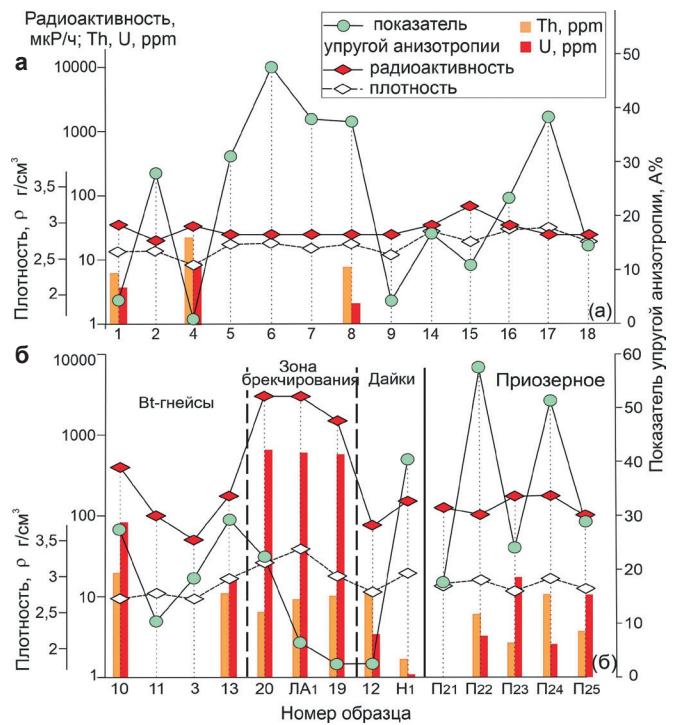 Радиоактивность,
мкР/ч; Th, U, ppm
показатель
упругой анизотропии
радиоактивность
плотность
Th, ppm
U, ppm
а
10000
1000
100
10
1
3,5
3
2,5
2
Плотность, ρ г/см³
50
40
30
20
10
0
Показатель упругой анизотропии, А%
(а)
1 2 4 5 6 7 8 9 14 15 16 17 18
б
Bt-гнейсы
Зона
брекчирования
Дайки
Приозерное
10000
1000
100
10
1
3,5
3
2,5
2
Плотность, ρ г/см³
60
50
40
30
20
10
0
(б)
10 11 3 13 20 ЛА1 19 12 Н1 П21 П22 П23 П24 П25
Номер образца